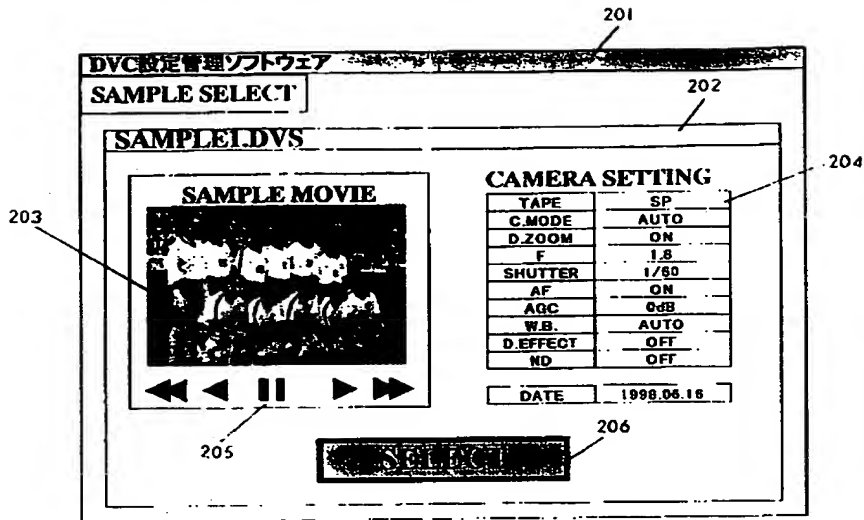 201
DVC設定管理ソフトウェア
SAMPLE SELECT
202
SAMPLE1.DVS
SAMPLE MOVIE
203
CAMERA SETTING
204
TAPE SP
C.MODE AUTO
D.ZOOM ON
F 1.8
SHUTTER 1/60
AF ON
AGC 0dB
W.B. AUTO
D.EFFECT OFF
ND OFF
DATE 1998.06.16
205
206
SELECT